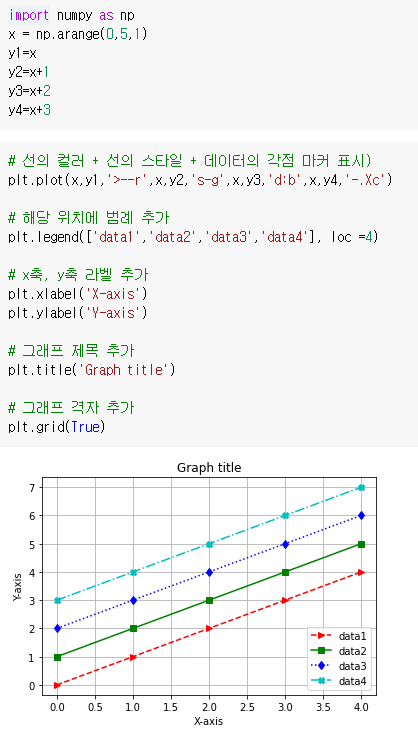 import numpy as np
x = np.arange(0,5,1)
y1=x
y2=x+1
y3=x+2
y4=x+3
# 선의 컬러 + 선의 스타일 + 데이터의 각점 마커 표시)
plt.plot(x,y1,'>--r',x,y2,'s-g',x,y3,'d:b',x,y4,'-.Xc')
# 해당 위치에 범례 추가
plt.legend(['data1','data2','data3','data4'], loc =4)
# x축, y축 라벨 추가
plt.xlabel('X-axis')
plt.ylabel('Y-axis')
# 그래프 제목 추가
plt.title('Graph title')
# 그래프 격자 추가
plt.grid(True)
Graph title
7
6
5
4
3
2
1
0
Y-axis
data1
data2
data3
data4
0.0 0.5 1.0 1.5 2.0 2.5 3.0 3.5 4.0
X-axis